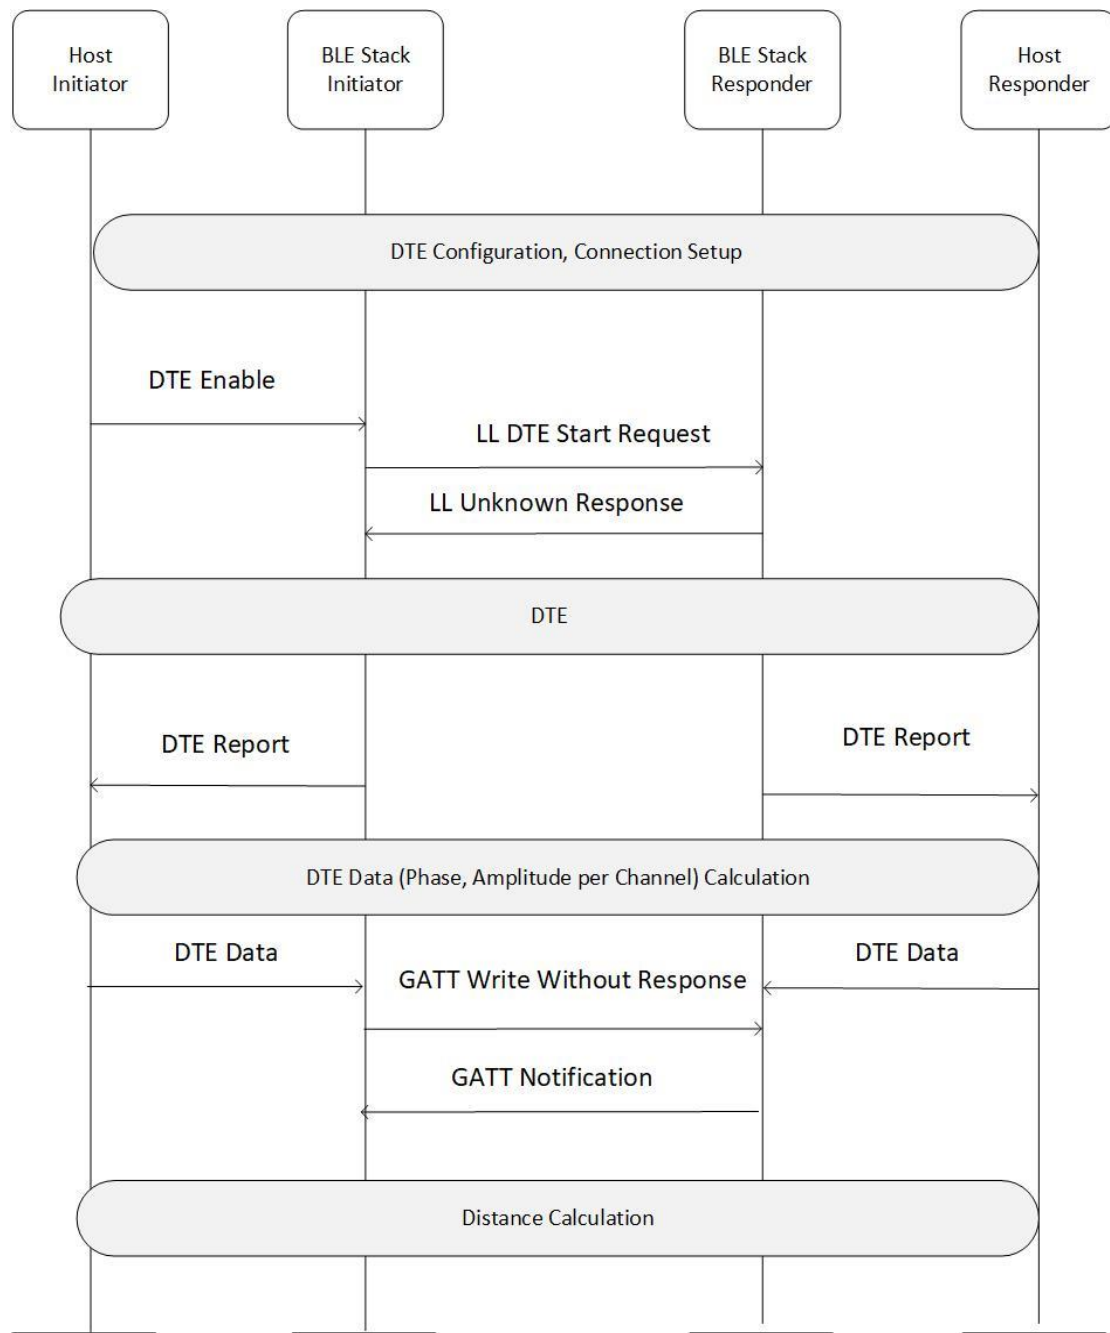 Host
Initiator
BLE Stack
Initiator
BLE Stack
Responder
Host
Responder
DTE Configuration, Connection Setup
DTE Enable
LL DTE Start Request
LL Unknown Response
DTE
DTE Report
DTE Report
DTE Data (Phase, Amplitude per Channel) Calculation
DTE Data
DTE Data
GATT Write Without Response
GATT Notification
Distance Calculation